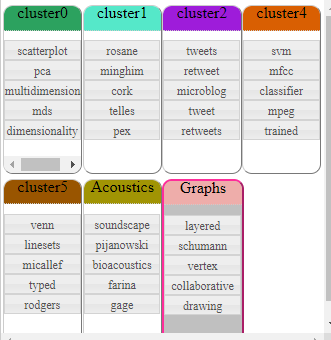 cluster0
scatterplot
pca
multidimension
mds
dimensionality
cluster1
rosane
minghim
cork
telles
pex
cluster2
tweets
retweet
microblog
tweet
retweets
cluster4
svm
mfcc
classifier
mpeg
trained
cluster5
venn
linesets
micallef
typed
rodgers
Acoustics
soundscape
pijanowski
bioacoustics
farina
gage
Graphs
layered
schumann
vertex
collaborative
drawing